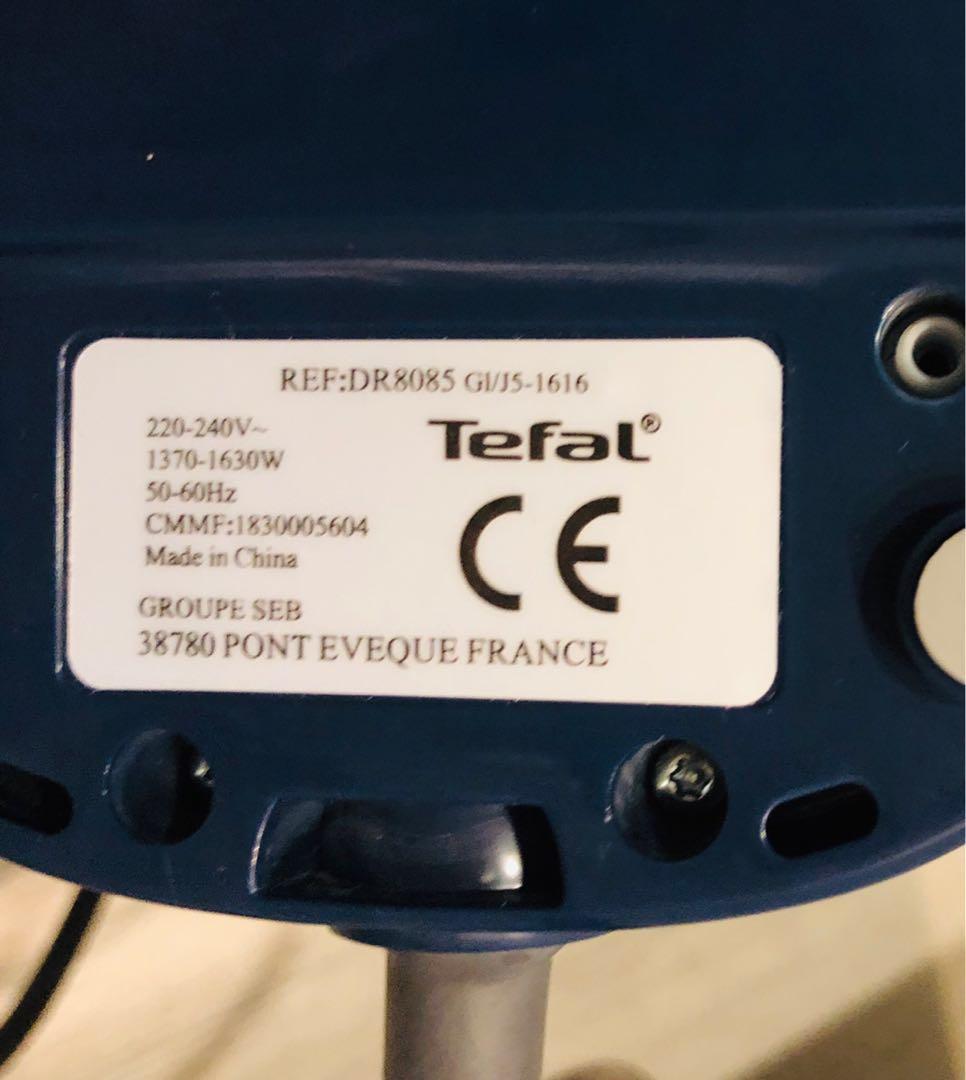 REF:DR8085 GI/J5-1616
220-240V~
1370-1630W
50-60Hz
CMMF:1830005604
Made in China
Tefal®
CE
GROUPE SEB
38780 PONT EVEQUE FRANCE